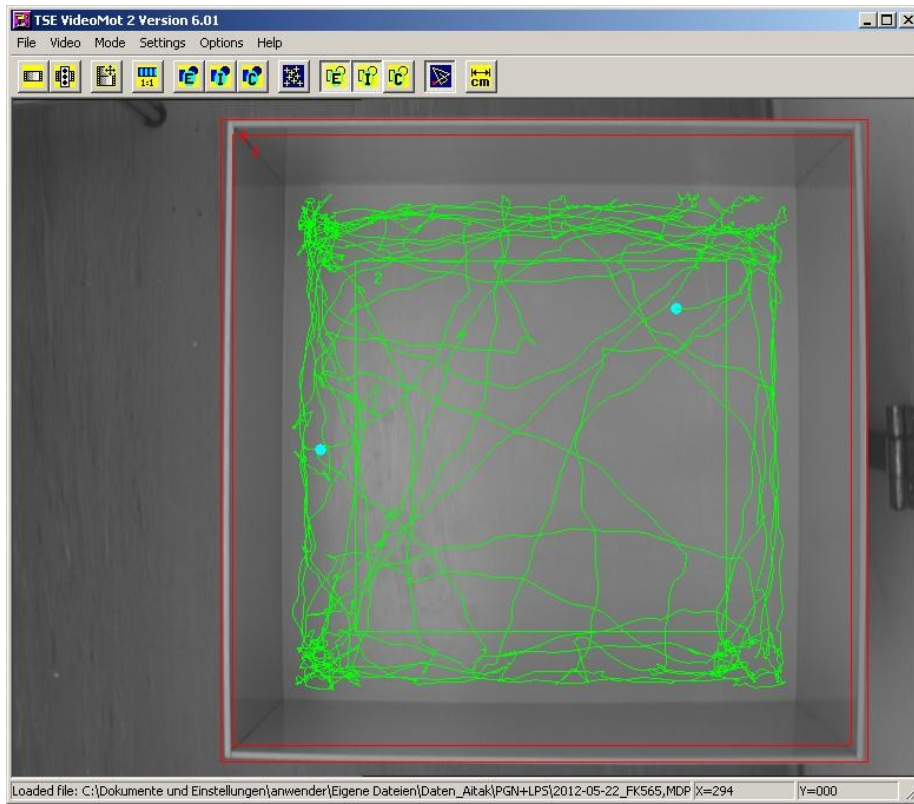 TSE VideoMot 2 Version 6.01
File Video Mode Settings Options Help
1:1 E I C E I C cm
2
Loaded file: C:\Dokumente und Einstellungen\anwender\Eigene Dateien\Daten_Aitak\PGN+LPS\2012-05-22_FK565,MDP X=294 Y=000